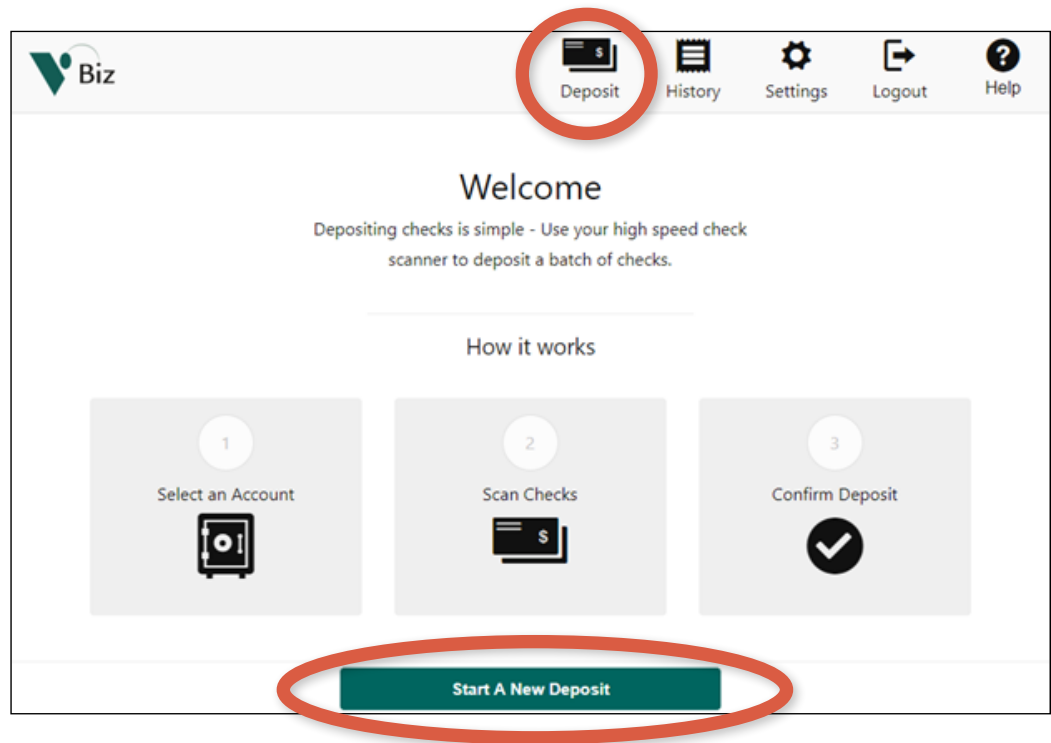 Biz
$
Deposit
History
Settings
Logout
?
Help
Welcome
Depositing checks is simple - Use your high speed check
scanner to deposit a batch of checks.
How it works
1
Select an Account
2
Scan Checks
$
3
Confirm Deposit
Start A New Deposit